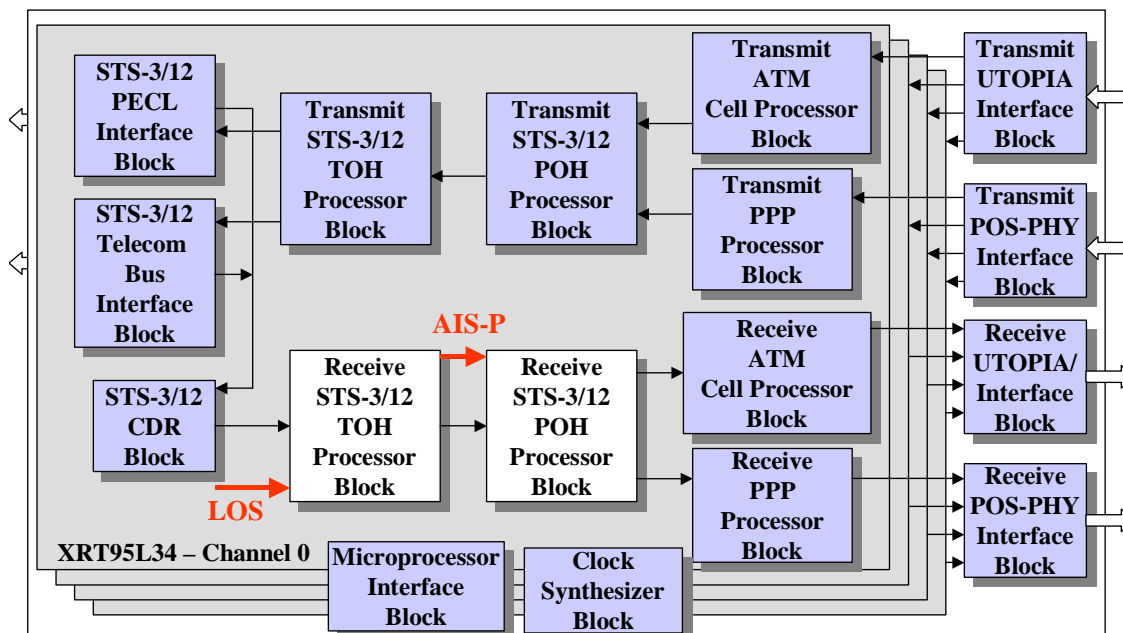 STS-3/12
PECL
Interface
Block
STS-3/12
Telecom
Bus
Interface
Block
STS-3/12
CDR
Block
Transmit
STS-3/12
TOH
Processor
Block
Transmit
STS-3/12
POH
Processor
Block
Transmit
ATM
Cell Processor
Block
Transmit
PPP
Processor
Block
Transmit
UTOPIA
Interface
Block
Transmit
POS-PHY
Interface
Block
AIS-P
LOS
Receive
STS-3/12
TOH
Processor
Block
Receive
STS-3/12
POH
Processor
Block
Receive
ATM
Cell Processor
Block
Receive
PPP
Processor
Block
Receive
UTOPIA/
Interface
Block
Receive
POS-PHY
Interface
Block
XRT95L34 – Channel 0
Microprocessor
Interface
Block
Clock
Synthesizer
Block